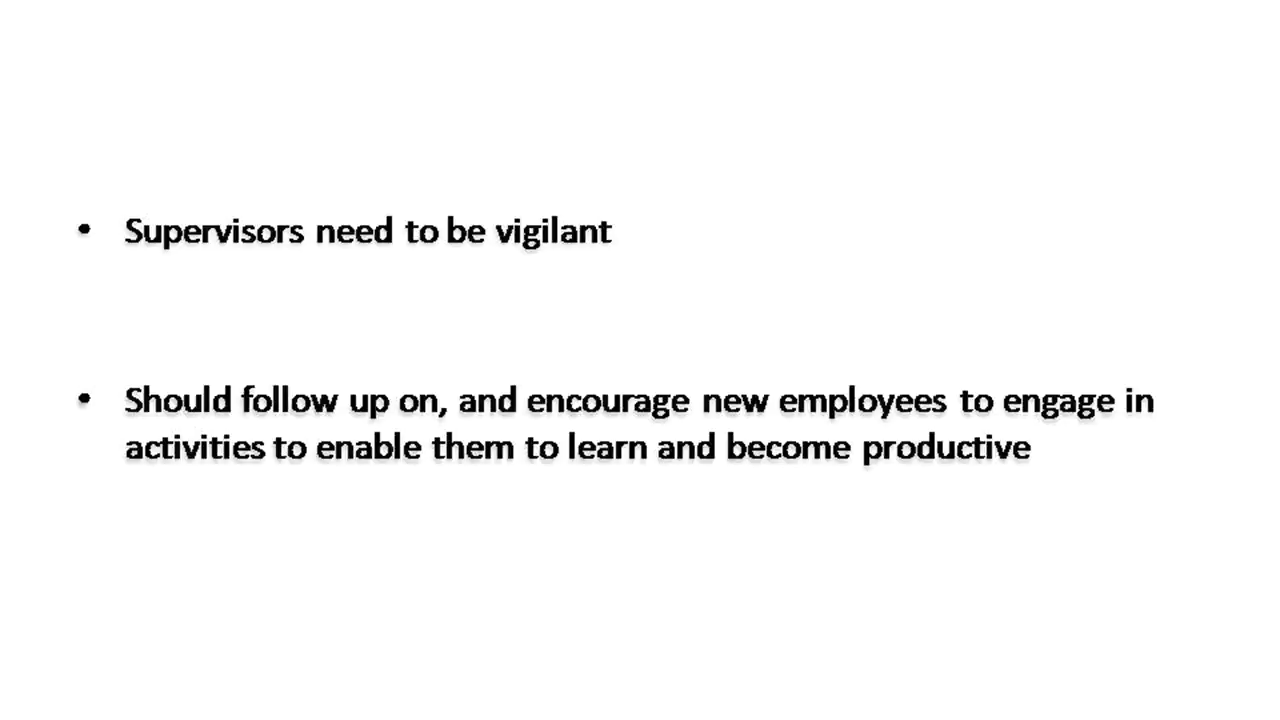 • Supervisors need to be vigilant
• Should follow up on, and encourage new employees to engage in
activities to enable them to learn and become productive